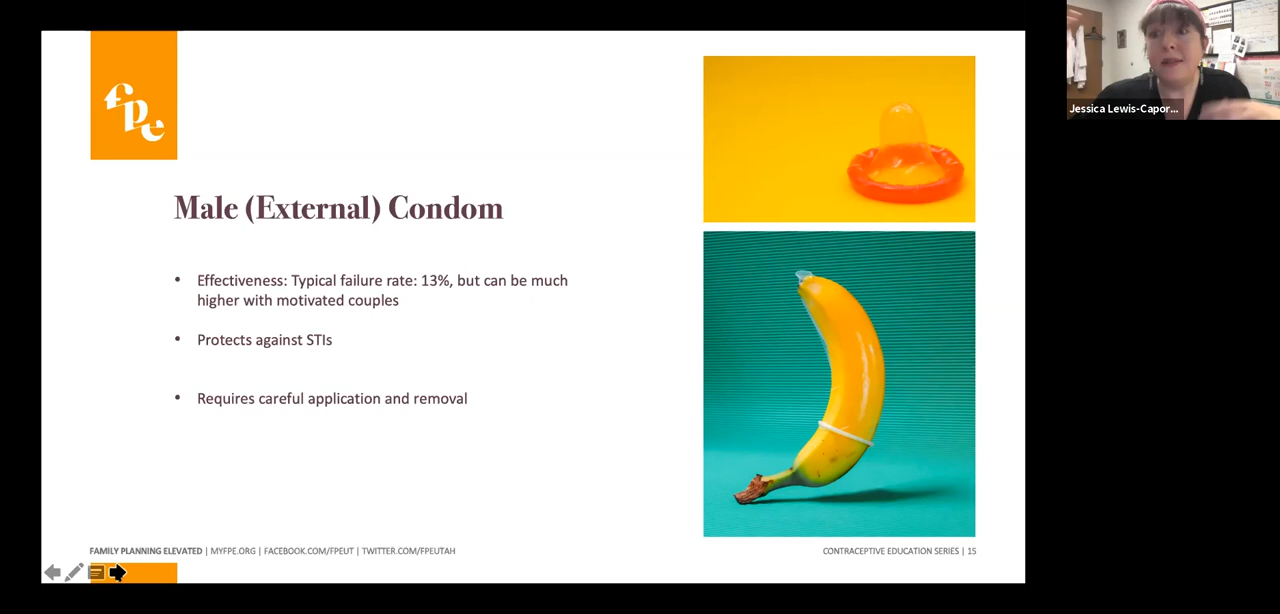 fpe
Jessica Lewis-Capor...
Male (External) Condom
• Effectiveness: Typical failure rate: 13%, but can be much
higher with motivated couples
• Protects against STIs
• Requires careful application and removal
FAMILY PLANNING ELEVATED | MYFPE.ORG | FACEBOOK.COM/FPEUT | TWITTER.COM/FPEUTAH
CONTRACEPTIVE EDUCATION SERIES | 15